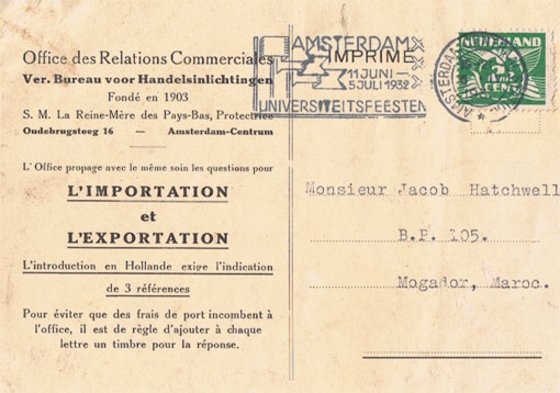 Office des Relations Commerciales
Ver. Bureau voor Handelsinlichtingen
Fondé en 1903
S. M. La Reine-Mère des Pays-Bas, Protectrice
Oudebrugsteeg 16 — Amsterdam-Centrum
L'Office propage avec le même soin les questions pour
L'IMPORTATION
et
L'EXPORTATION
L'introduction en Hollande exige l'indication
de 3 références
Pour éviter que des frais de port incombent à
l'office, il est de règle d'ajouter à chaque
lettre un timbre pour la réponse.
AMSTERDAM
IMPRIMÉ
11 JUNI —
5 JULI 1932
UNIVERSITEITSFEESTEN
NEDERLAND
CENT
AMSTERDAM
Monsieur Jacob Hatchwell
B.P. 105.
Mogador, Maroc.